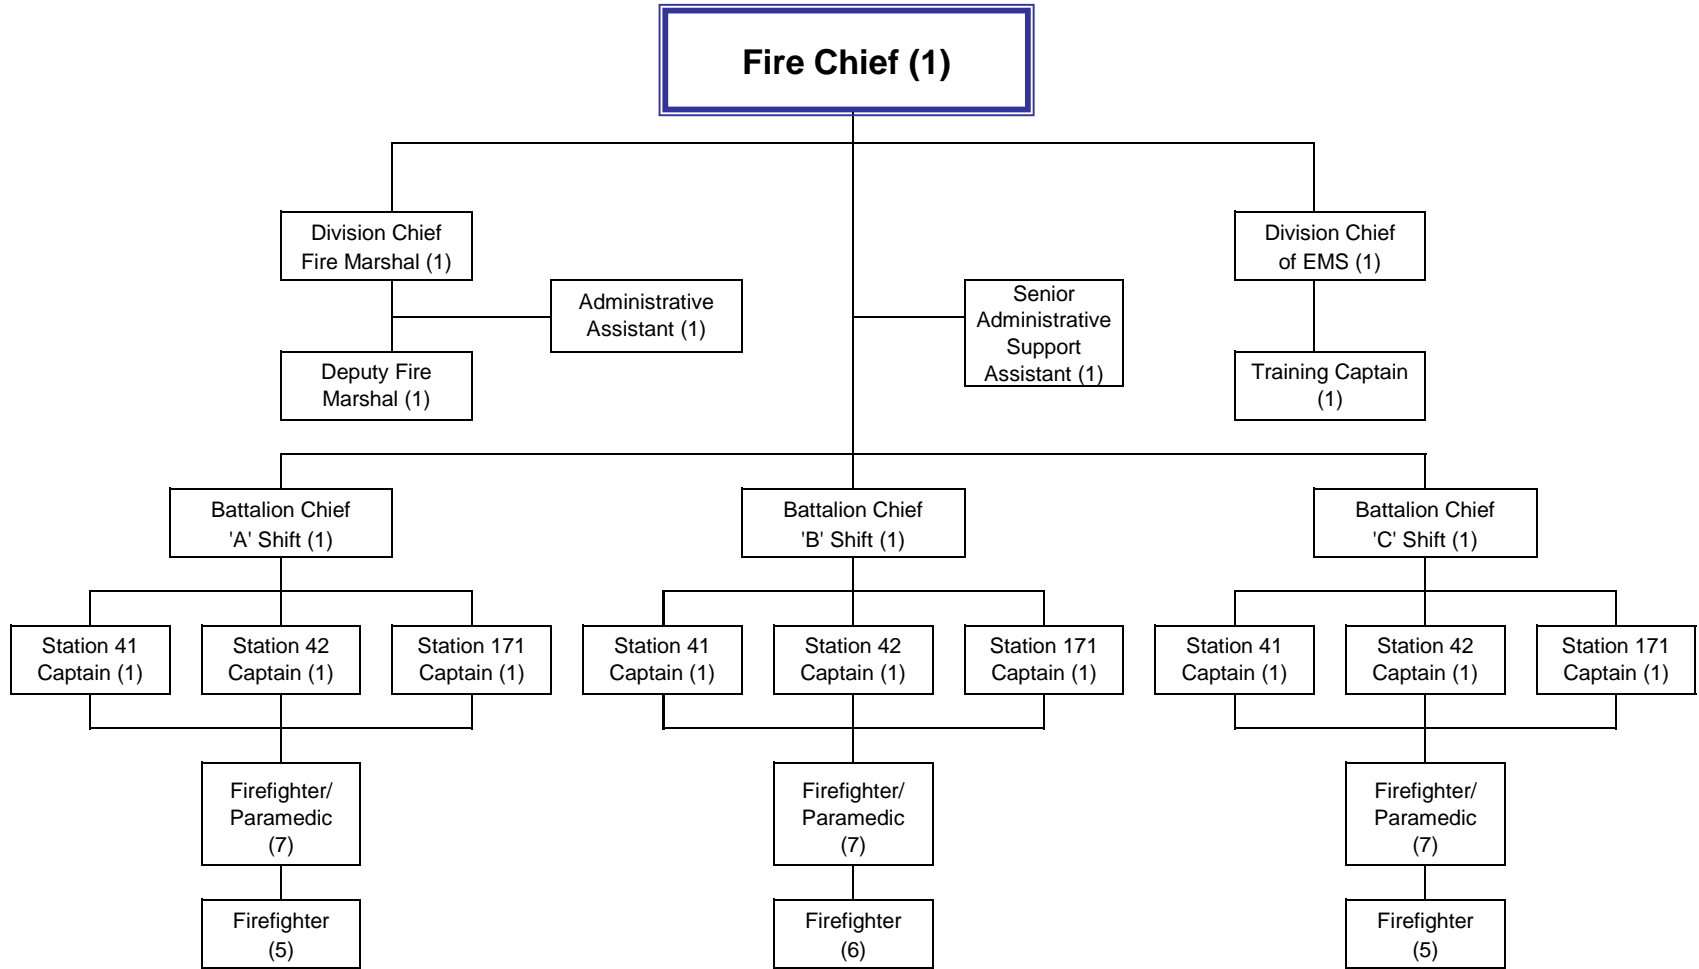 Fire Chief (1)
Division Chief
Fire Marshal (1)
Division Chief
of EMS (1)
Administrative
Assistant (1)
Senior
Administrative
Support
Assistant (1)
Deputy Fire
Marshal (1)
Training Captain
(1)
Battalion Chief
'A' Shift (1)
Battalion Chief
'B' Shift (1)
Battalion Chief
'C' Shift (1)
Station 41
Captain (1)
Station 42
Captain (1)
Station 171
Captain (1)
Station 41
Captain (1)
Station 42
Captain (1)
Station 171
Captain (1)
Station 41
Captain (1)
Station 42
Captain (1)
Station 171
Captain (1)
Firefighter/
Paramedic
(7)
Firefighter/
Paramedic
(7)
Firefighter/
Paramedic
(7)
Firefighter
(5)
Firefighter
(6)
Firefighter
(5)